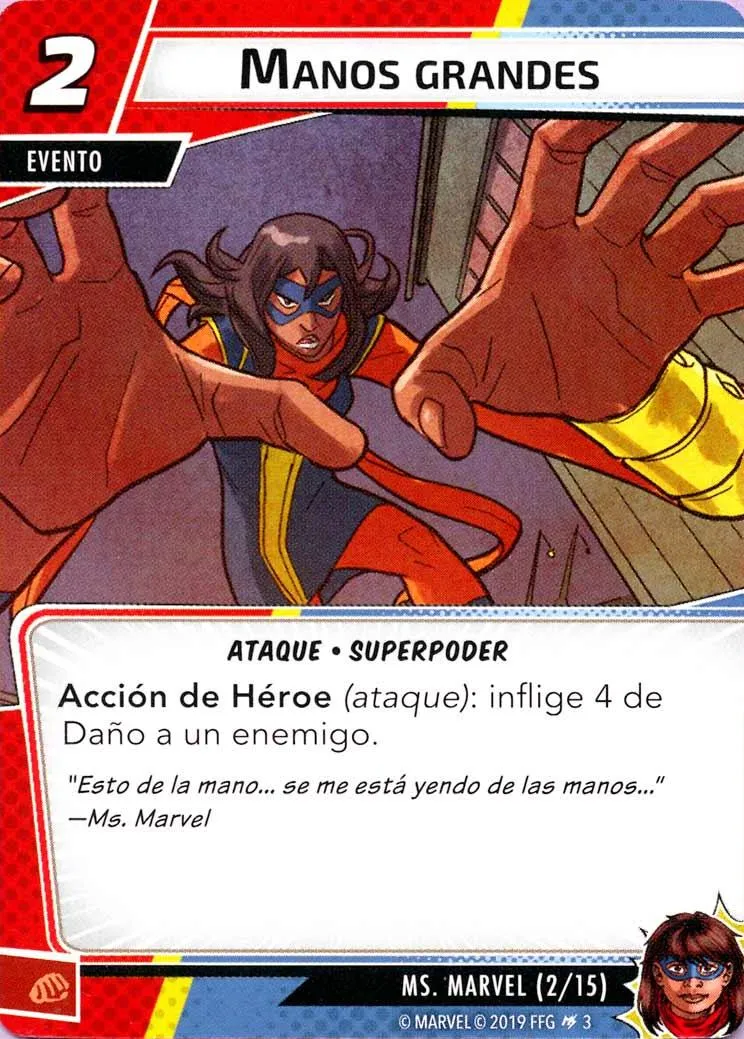 2
MANOS GRANDES
EVENTO
ATAQUE • SUPERPODER
Acción de Héroe (ataque): inflige 4 de
Daño a un enemigo.
"Esto de la mano... se me está yendo de las manos..."
—Ms. Marvel
MS. MARVEL (2/15)
© MARVEL © 2019 FFG 3